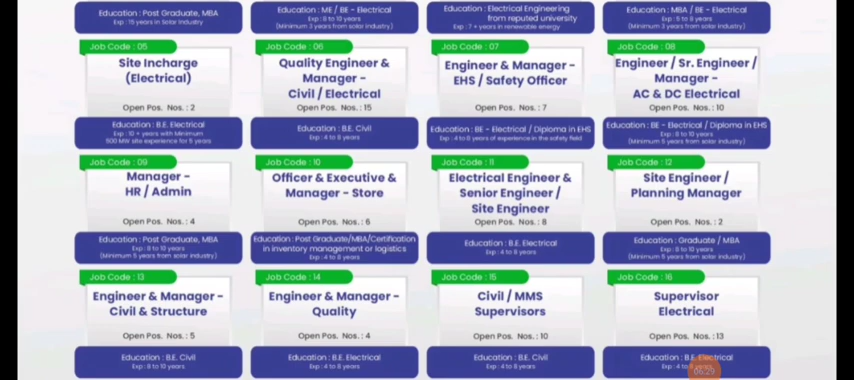 Education : Post Graduate, MBA
Exp : 15 years in Solar Industry
Education : ME / BE - Electrical
Exp : 8 to 10 years
(Minimum 3 years from solar industry)
Education : Electrical Engineering
from reputed university
Exp : 7 + years in renewable energy
Education : MBA / BE - Electrical
Exp : 5 to 8 years
(Minimum 3 years from solar industry)
Job Code : 05
Site Incharge
(Electrical)
Open Pos. Nos. : 2
Education : B.E. Electrical
Exp : 10 + years with Minimum
500 MW site experience for 5 years
Job Code : 06
Quality Engineer &
Manager -
Civil / Electrical
Open Pos. Nos. : 15
Education : B.E. Civil
Exp : 4 to 8 years
Job Code : 07
Engineer & Manager -
EHS / Safety Officer
Open Pos. Nos. : 7
Education : BE - Electrical / Diploma in EHS
Exp : 4 to 8 years of experience in the safety field
Job Code : 08
Engineer / Sr. Engineer /
Manager -
AC & DC Electrical
Open Pos. Nos. : 10
Education : BE - Electrical / Diploma in EHS
Exp : 8 to 10 years
(Minimum 5 years from solar industry)
Job Code : 09
Manager -
HR / Admin
Open Pos. Nos. : 4
Education : Post Graduate, MBA
Exp : 8 to 10 years
(Minimum 5 years from solar industry)
Job Code : 10
Officer & Executive &
Manager - Store
Open Pos. Nos. : 6
Education : Post Graduate/MBA/Certification
in inventory management or logistics
Exp : 4 to 8 years
Job Code : 11
Electrical Engineer &
Senior Engineer /
Site Engineer
Open Pos. Nos. : 8
Education : B.E. Electrical
Exp : 4 to 8 years
Job Code : 12
Site Engineer /
Planning Manager
Open Pos. Nos. : 2
Education : Graduate / MBA
Exp : 8 to 10 years
(Minimum 5 years from solar industry)
Job Code : 13
Engineer & Manager -
Civil & Structure
Open Pos. Nos. : 5
Education : B.E. Civil
Exp : 8 to 10 years
Job Code : 14
Engineer & Manager -
Quality
Open Pos. Nos. : 4
Education : B.E. Electrical
Exp : 4 to 8 years
Job Code : 15
Civil / MMS
Supervisors
Open Pos. Nos. : 10
Education : B.E. Civil
Exp : 4 to 8 years
Job Code : 16
Supervisor
Electrical
Open Pos. Nos. : 13
Education : B.E. Electrical
Exp : 4 to
06:29